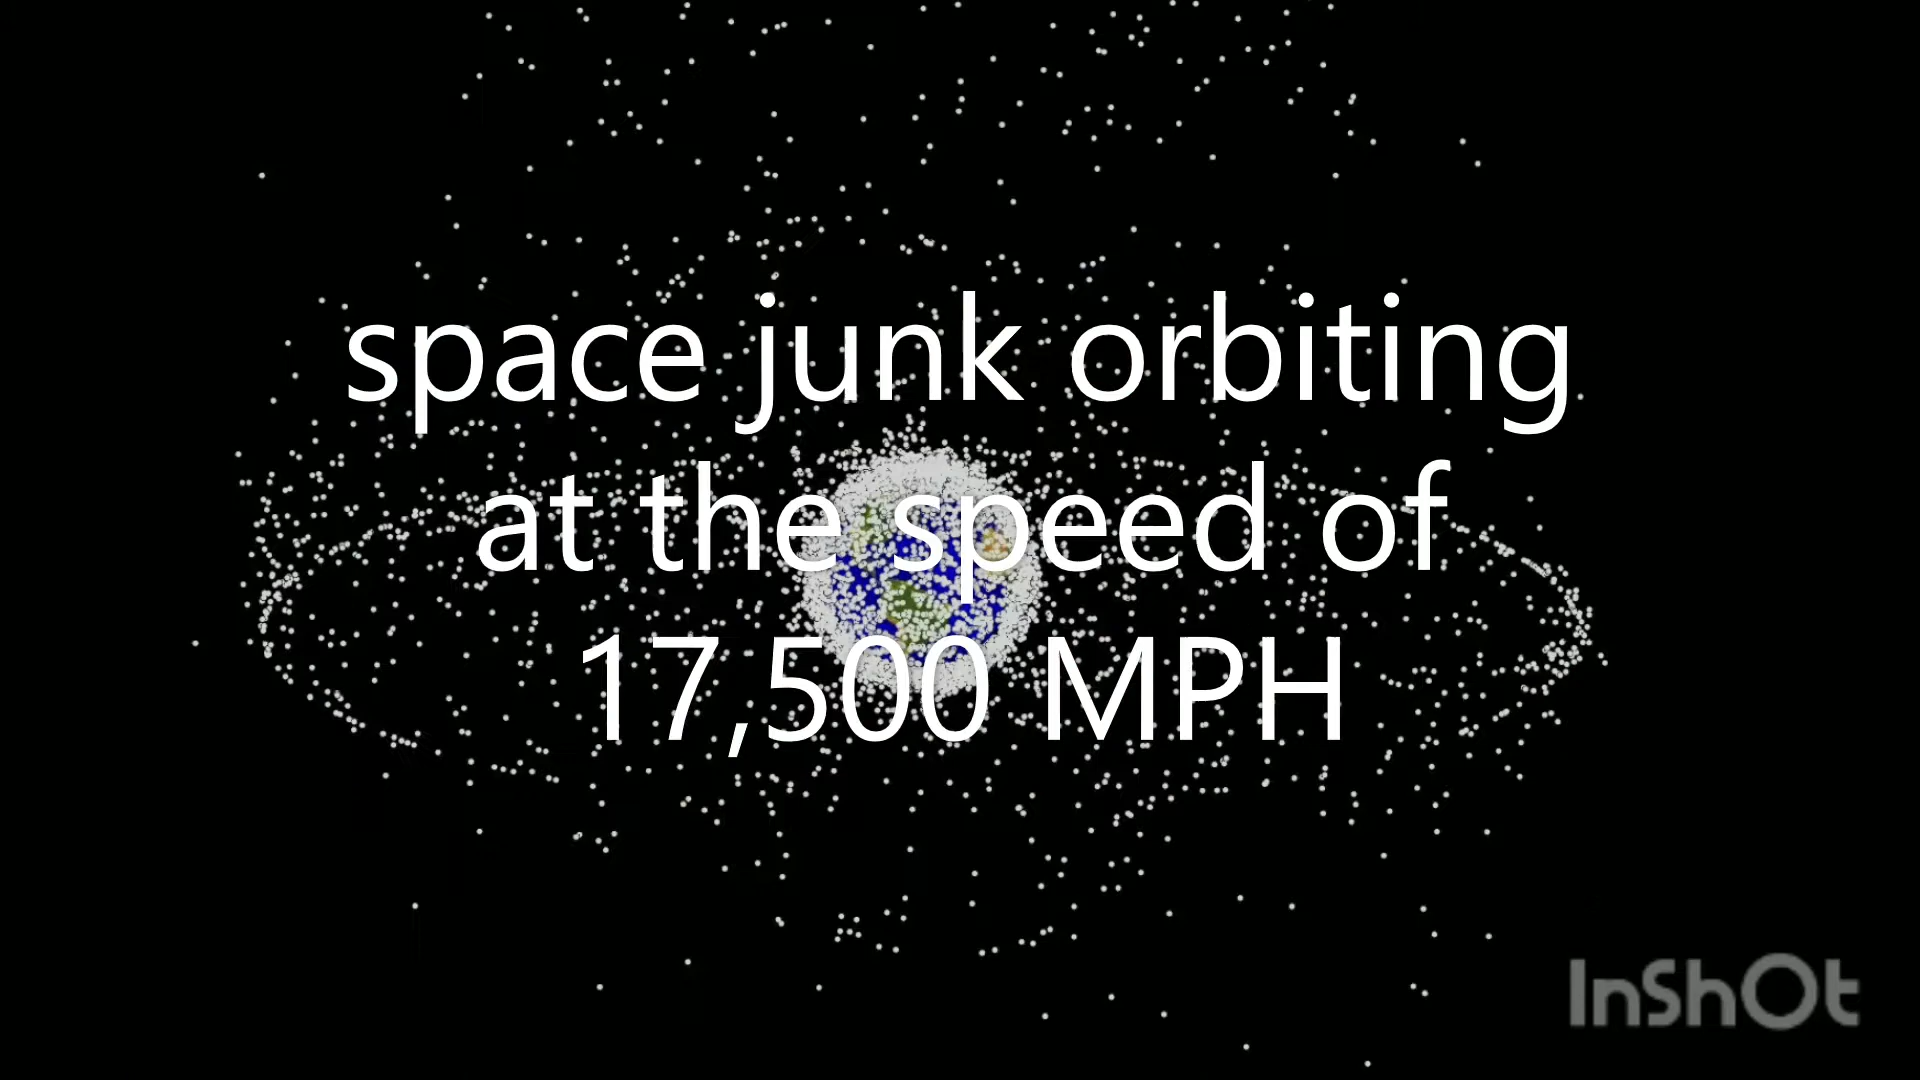 space junk orbiting
at the speed of
17,500 MPH
InShOt